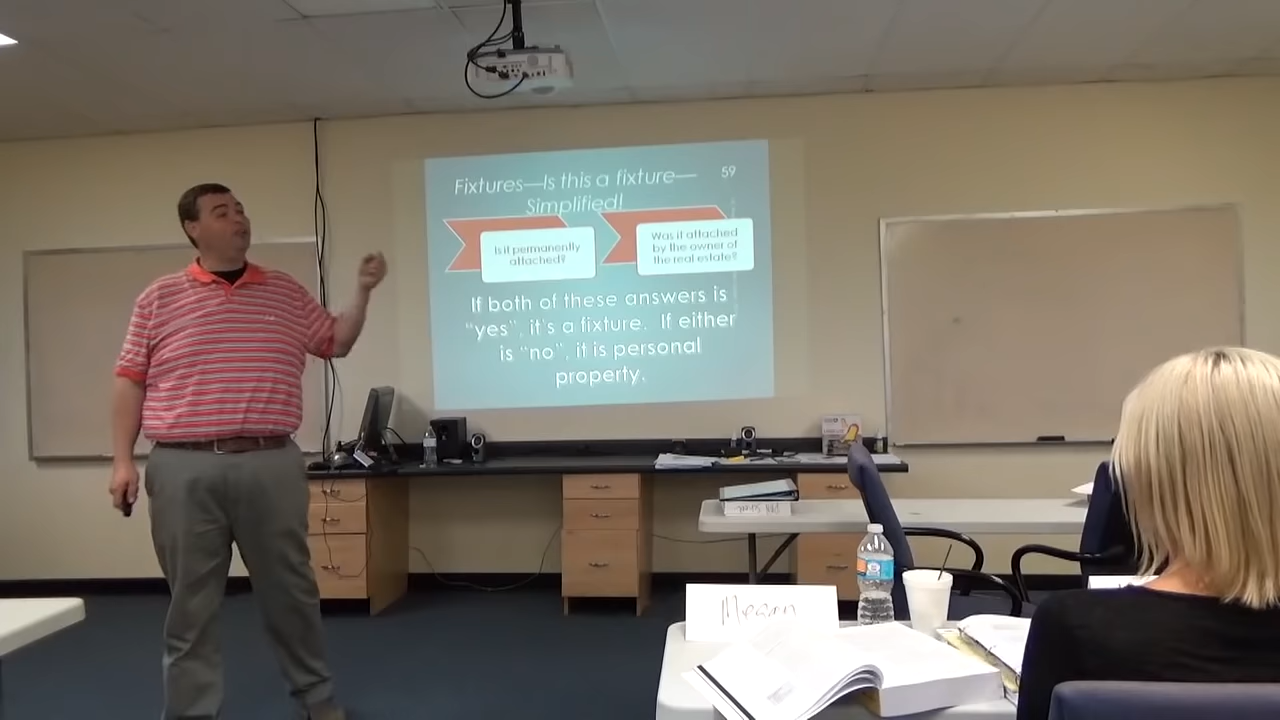 Fixtures—Is this a fixture—
Simplified!
59
Is it permanently
attached?
Was it attached
by the owner of
the real estate?
If both of these answers is
“yes”, it’s a fixture. If either
is “no”, it is personal
property.